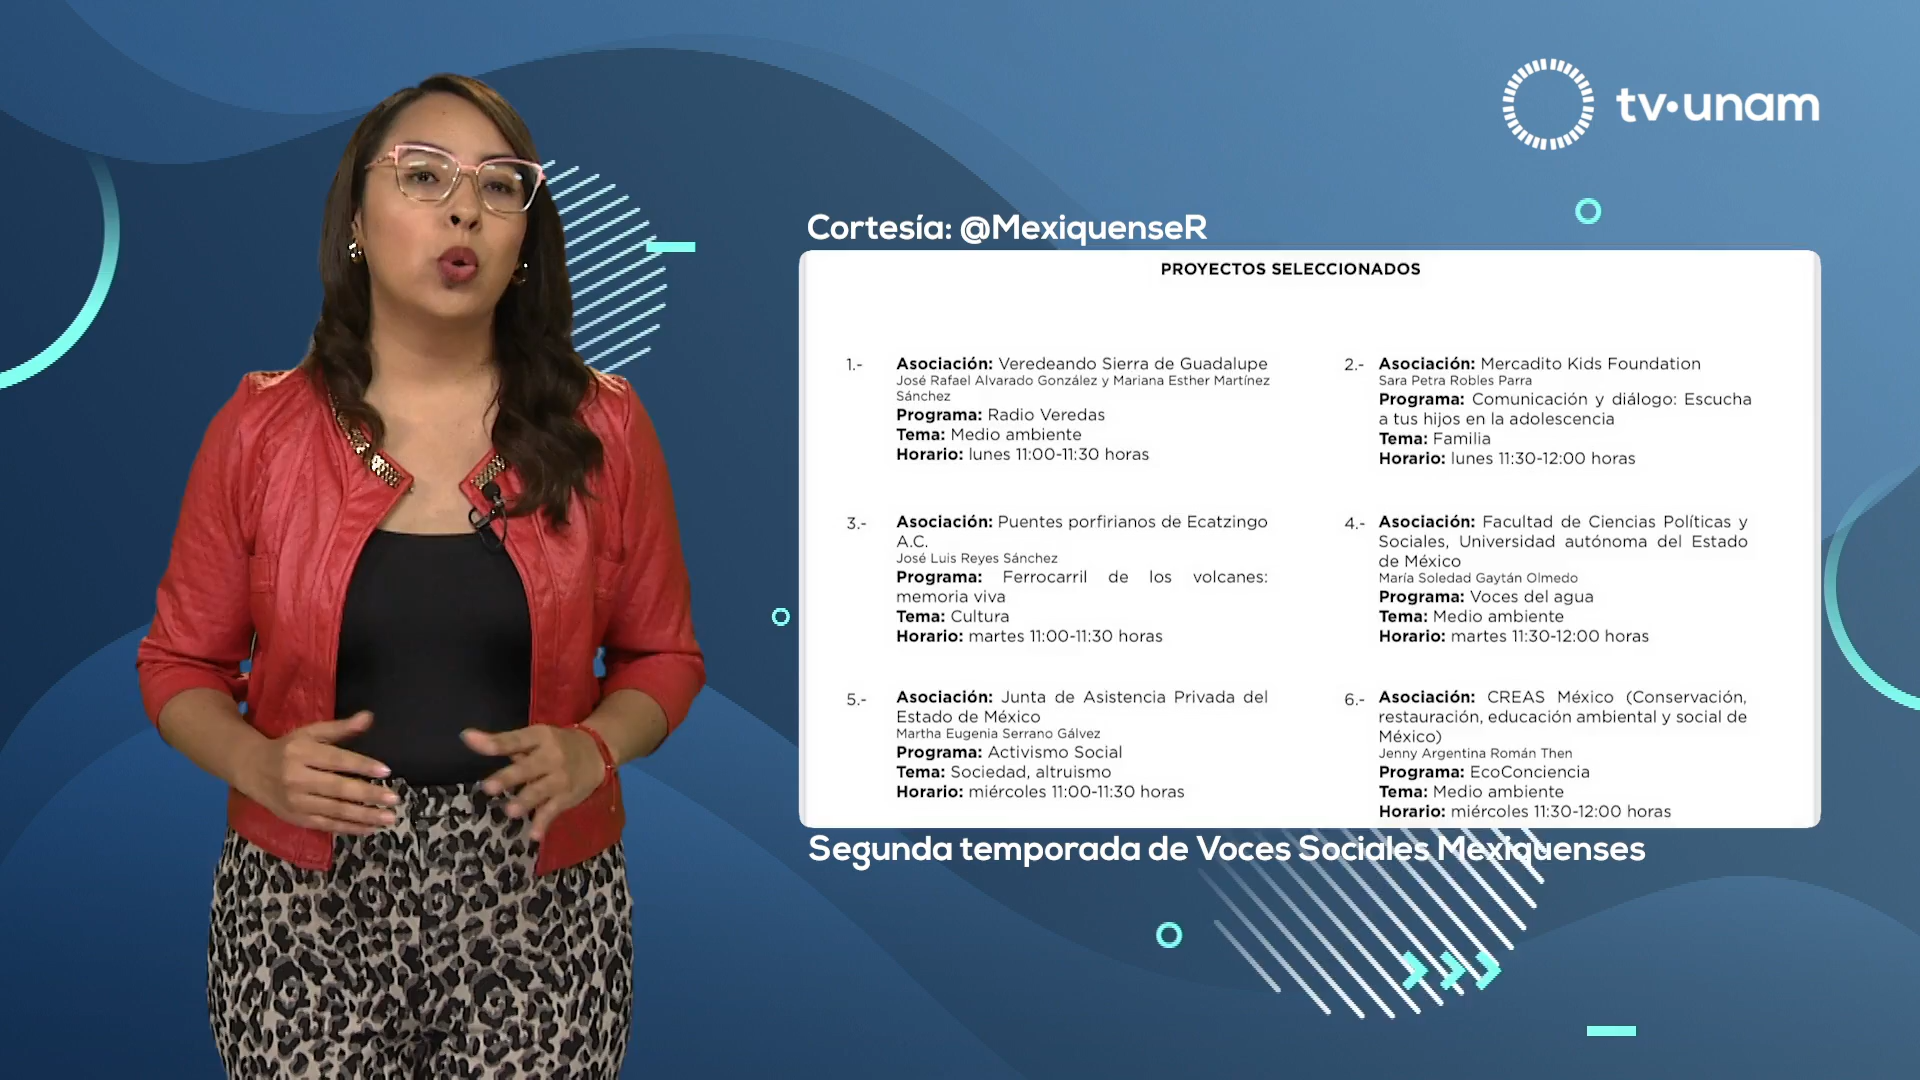 tv·unam
Cortesía: @MexiquenseR
PROYECTOS SELECCIONADOS
1.- Asociación: Veredeando Sierra de Guadalupe
José Rafael Alvarado González y Mariana Esther Martínez
Sánchez
Programa: Radio Veredas
Tema: Medio ambiente
Horario: lunes 11:00-11:30 horas
2.- Asociación: Mercadito Kids Foundation
Sara Petra Robles Parra
Programa: Comunicación y diálogo: Escucha
a tus hijos en la adolescencia
Tema: Familia
Horario: lunes 11:30-12:00 horas
3.- Asociación: Puentes porfirianos de Ecatzingo
A.C.
José Luis Reyes Sánchez
Programa: Ferrocarril de los volcanes:
memoria viva
Tema: Cultura
Horario: martes 11:00-11:30 horas
4.- Asociación: Facultad de Ciencias Políticas y
Sociales, Universidad autónoma del Estado
de México
María Soledad Gaytán Olmedo
Programa: Voces del agua
Tema: Medio ambiente
Horario: martes 11:30-12:00 horas
5.- Asociación: Junta de Asistencia Privada del
Estado de México
Martha Eugenia Serrano Gálvez
Programa: Activismo Social
Tema: Sociedad, altruismo
Horario: miércoles 11:00-11:30 horas
6.- Asociación: CREAS México (Conservación,
restauración, educación ambiental y social de
México)
Jenny Argentina Román Then
Programa: EcoConciencia
Tema: Medio ambiente
Horario: miércoles 11:30-12:00 horas
Segunda temporada de Voces Sociales Mexiquenses